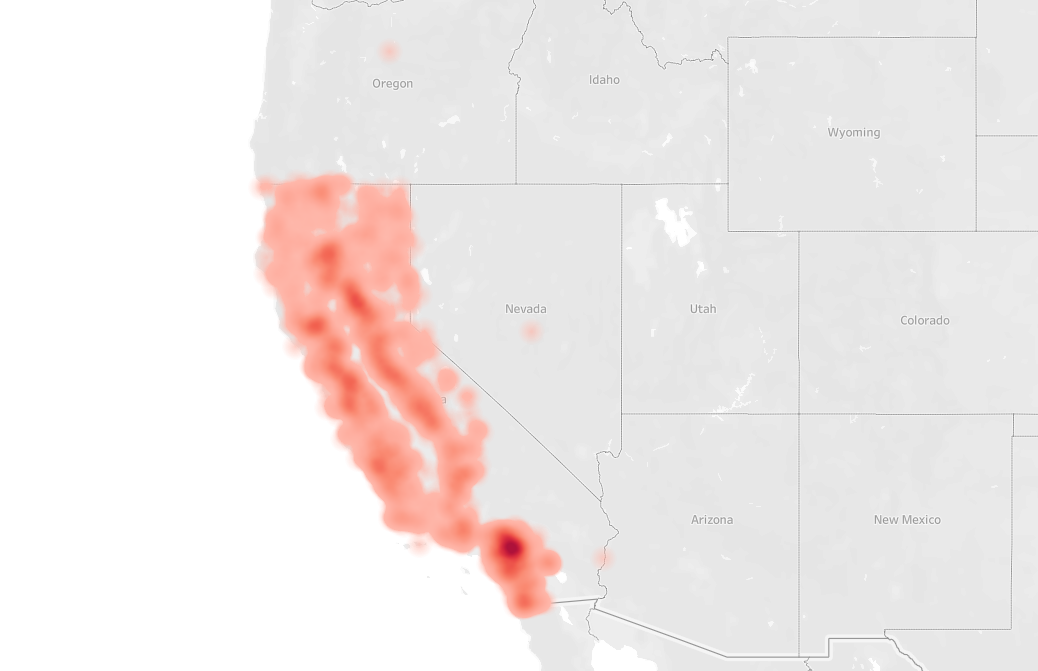 Oregon
Idaho
Wyoming
Nevada
Utah
Colorado
a
Arizona
New Mexico